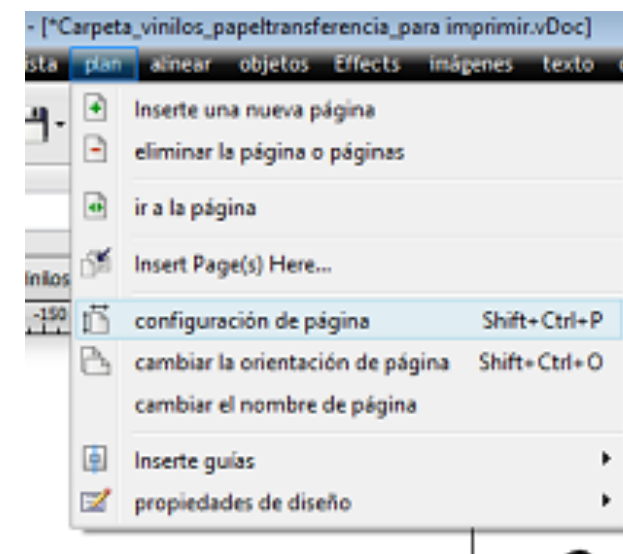 - [*Carpeta_vinilos_papeltransferencia_para imprimir.vDoc]
ista plan alinear objetos Effects imágenes texto
Inserte una nueva página
eliminar la página o páginas
ir a la página
Insert Page(s) Here...
inilos
configuración de página Shift+Ctrl+P
-150
cambiar la orientación de página Shift+Ctrl+O
cambiar el nombre de página
Inserte guías
propiedades de diseño